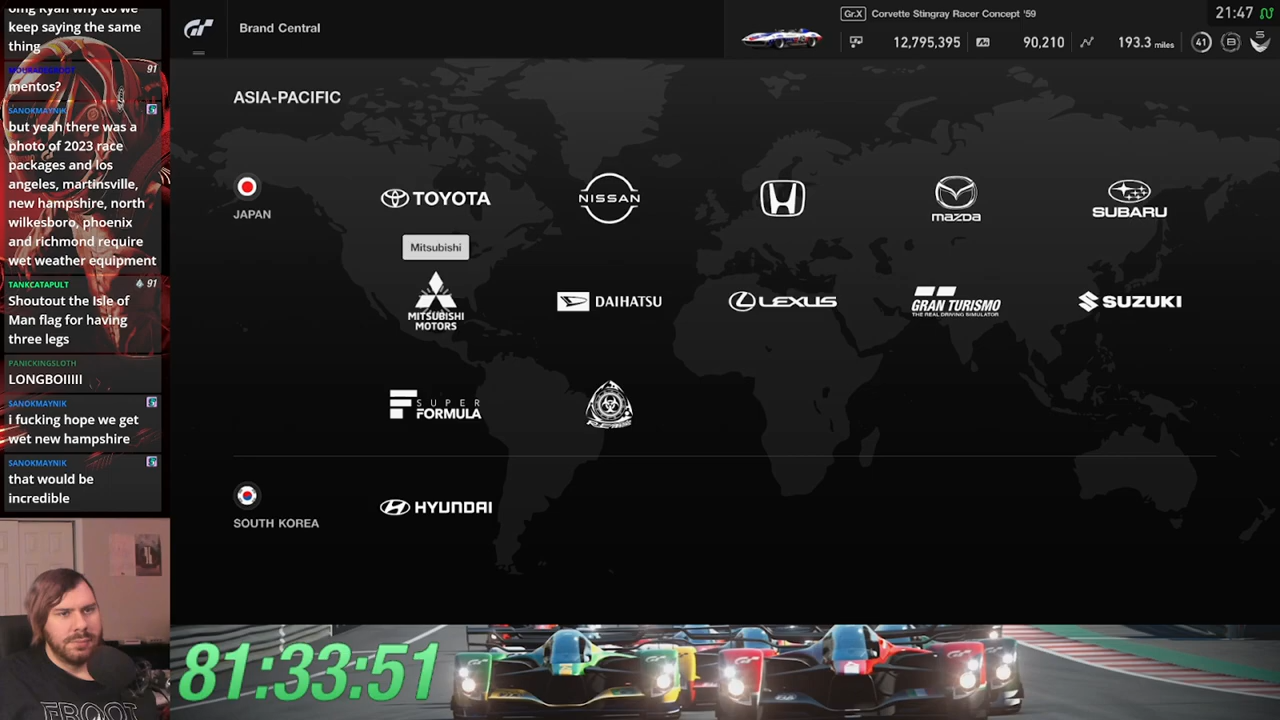 omg Ryan why do we
keep saying the same
thing
91
mentos?
SANOKMAYNIK
but yeah there was a
photo of 2023 race
packages and los
angeles, martinsville,
new hampshire, north
wilkesboro, phoenix
and richmond require
wet weather equipment
TANKCATAPULT
91
Shoutout the Isle of
Man flag for having
three legs
PANICKINGSLOTH
LONGBOIIIII
SANOKMAYNIK
i fucking hope we get
wet new hampshire
SANOKMAYNIK
that would be
incredible
FROOT
GT
Brand Central
Gr.X Corvette Stingray Racer Concept '59
12,795,395
90,210
193.3 miles
41
B
S
21:47
ASIA-PACIFIC
JAPAN
TOYOTA
NISSAN
mazda
SUBARU
Mitsubishi
MITSUBISHI
MOTORS
DAIHATSU
LEXUS
GRAN TURISMO
THE REAL DRIVING SIMULATOR
SUZUKI
SUPER
FORMULA
SOUTH KOREA
HYUNDAI
81:33:51